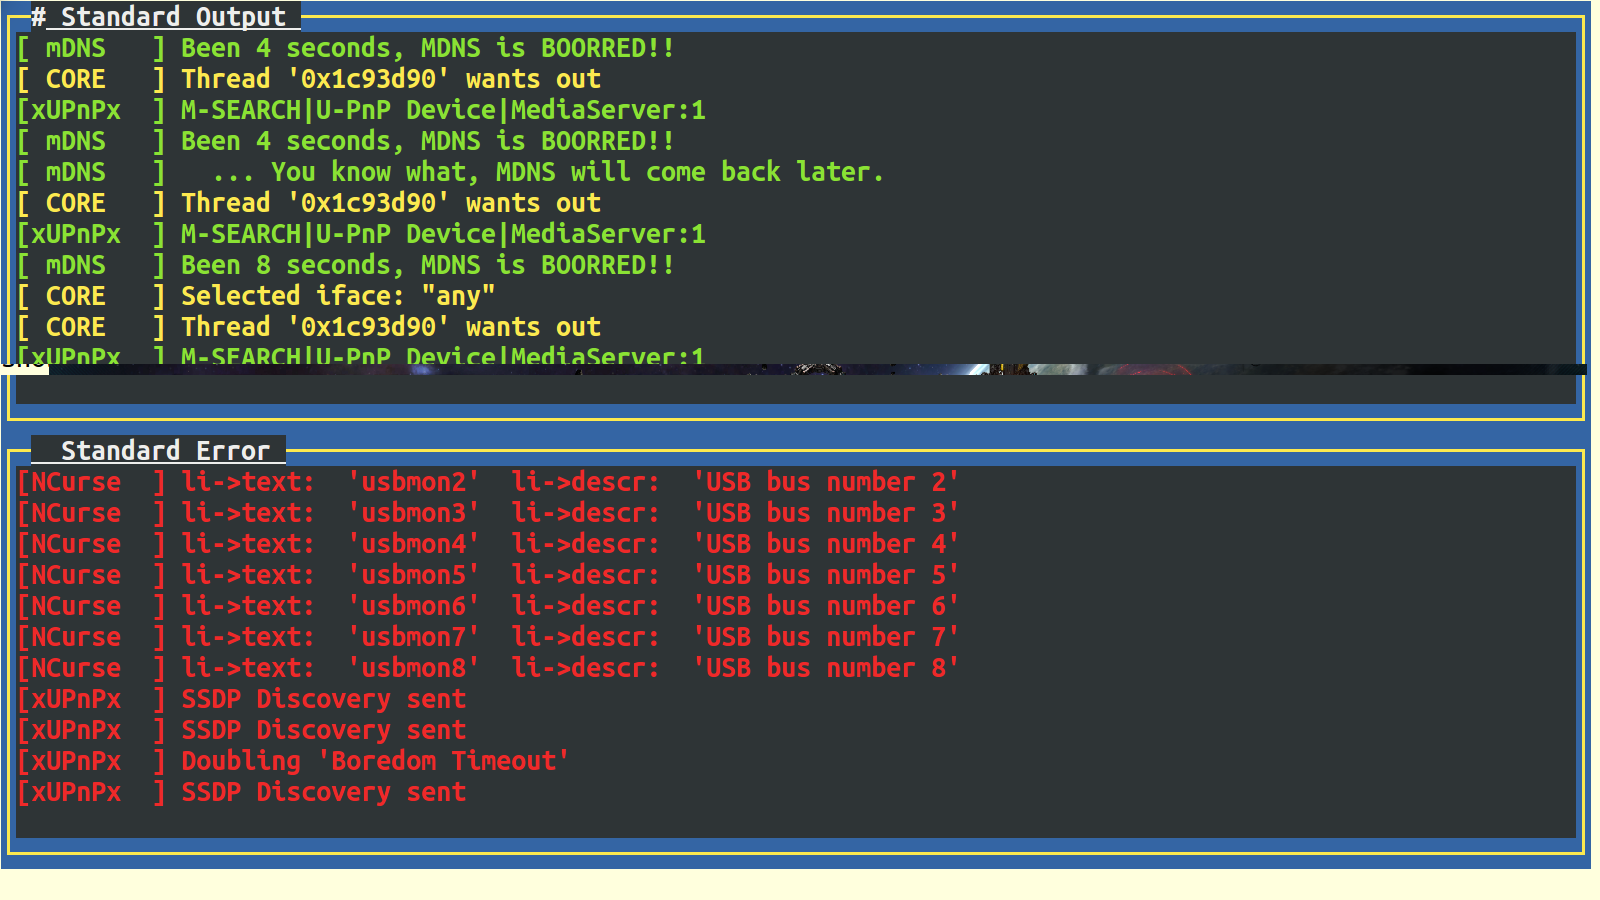 # Standard Output
[ mDNS   ] Been 4 seconds, MDNS is BOORRED!!
[ CORE   ] Thread '0x1c93d90' wants out
[xUPnPx  ] M-SEARCH|U-PnP Device|MediaServer:1
[ mDNS   ] Been 4 seconds, MDNS is BOORRED!!
[ mDNS   ]   ... You know what, MDNS will come back later.
[ CORE   ] Thread '0x1c93d90' wants out
[xUPnPx  ] M-SEARCH|U-PnP Device|MediaServer:1
[ mDNS   ] Been 8 seconds, MDNS is BOORRED!!
[ CORE   ] Selected iface: "any"
[ CORE   ] Thread '0x1c93d90' wants out
[xUPnPx  ] M-SEARCH|U-PnP Device|MediaServer:1
Standard Error
[NCurse  ] li->text:  'usbmon2'  li->descr:  'USB bus number 2'
[NCurse  ] li->text:  'usbmon3'  li->descr:  'USB bus number 3'
[NCurse  ] li->text:  'usbmon4'  li->descr:  'USB bus number 4'
[NCurse  ] li->text:  'usbmon5'  li->descr:  'USB bus number 5'
[NCurse  ] li->text:  'usbmon6'  li->descr:  'USB bus number 6'
[NCurse  ] li->text:  'usbmon7'  li->descr:  'USB bus number 7'
[NCurse  ] li->text:  'usbmon8'  li->descr:  'USB bus number 8'
[xUPnPx  ] SSDP Discovery sent
[xUPnPx  ] SSDP Discovery sent
[xUPnPx  ] Doubling 'Boredom Timeout'
[xUPnPx  ] SSDP Discovery sent